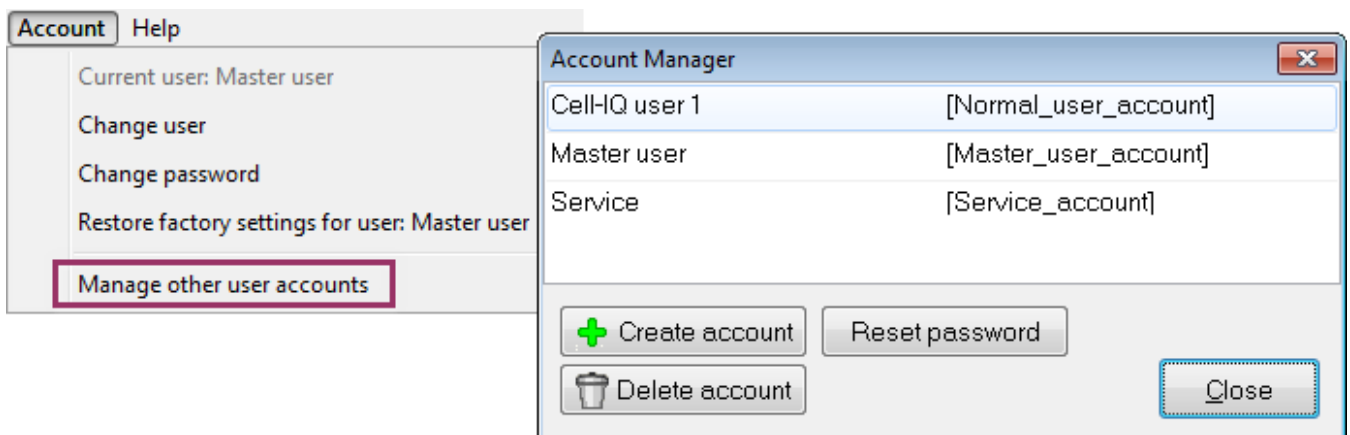 Account Help
Current user: Master user
Change user
Change password
Restore factory settings for user: Master user
Manage other user accounts
Account Manager
Cell-IQ user 1 [Normal_user_account]
Master user [Master_user_account]
Service [Service_account]
Create account Reset password
Delete account
Close